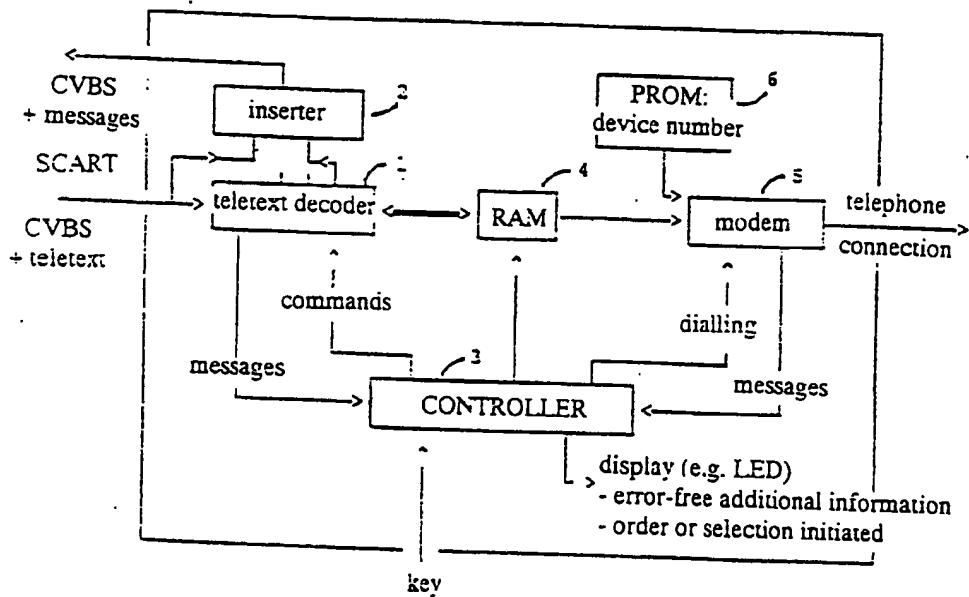 CVBS
+ messages
SCART
CVBS
+ teletext
inserter
2
teletext decoder
1
commands
messages
RAM
4
PROM:
device number
6
5
modem
telephone
connection
dialling
messages
3
CONTROLLER
display (e.g. LED)
- error-free additional information
- order or selection initiated
key